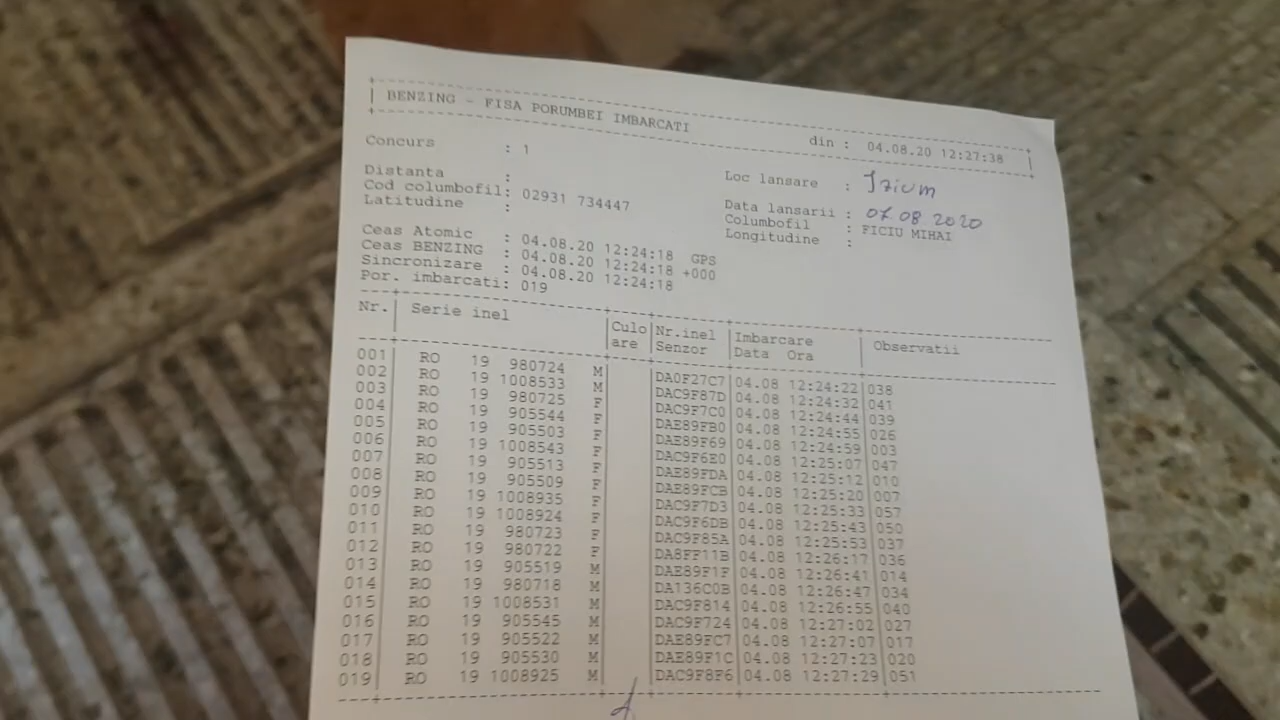 BENZING - FISA PORUMBEI IMBARCATI din : 04.08.20 12:27:38
Concurs : 1 Loc lansare : Izium
Distanta : Data lansarii : 07.08.2020
Cod columbofil: 02931 734447 Columbofil : FICIU MIHAI
Latitudine : Longitudine :
Ceas Atomic : 04.08.20 12:24:18 GPS
Ceas BENZING : 04.08.20 12:24:18 +000
Sincronizare : 04.08.20 12:24:18
Por. imbarcati: 019
Nr. Serie inel Culo Nr.inel Imbarcare Observatii
are Senzor Data Ora
001 RO 19 980724 M DA0F27C7 04.08 12:24:22 038
002 RO 19 1008533 M DAC9F87D 04.08 12:24:32 041
003 RO 19 980725 F DAC9F7C0 04.08 12:24:44 039
004 RO 19 905544 F DAE89FB0 04.08 12:24:55 026
005 RO 19 905503 F DAE89F69 04.08 12:24:59 003
006 RO 19 1008543 F DAC9F6E0 04.08 12:25:07 047
007 RO 19 905513 F DAE89FDA 04.08 12:25:12 010
008 RO 19 905509 F DAE89FCB 04.08 12:25:20 007
009 RO 19 1008935 F DAC9F7D3 04.08 12:25:33 057
010 RO 19 1008924 F DAC9F6DB 04.08 12:25:43 050
011 RO 19 980723 F DAC9F85A 04.08 12:25:53 037
012 RO 19 980722 F DA8FF11B 04.08 12:26:17 036
013 RO 19 905519 M DAE89F1F 04.08 12:26:41 014
014 RO 19 980718 M DA136C0B 04.08 12:26:47 034
015 RO 19 1008531 M DAC9F814 04.08 12:26:55 040
016 RO 19 905545 M DAC9F724 04.08 12:27:02 027
017 RO 19 905522 M DAE89FC7 04.08 12:27:07 017
018 RO 19 905530 M DAE89F1C 04.08 12:27:23 020
019 RO 19 1008925 M DAC9F8F6 04.08 12:27:29 051